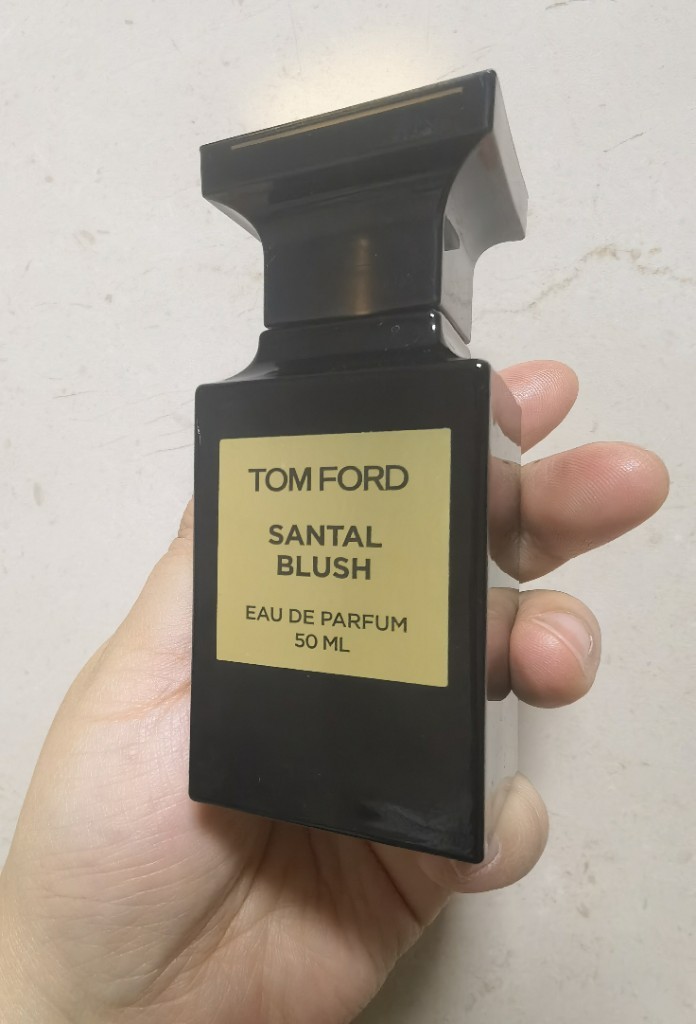 TOM FORD
SANTAL
BLUSH
EAU DE PARFUM
50 ML